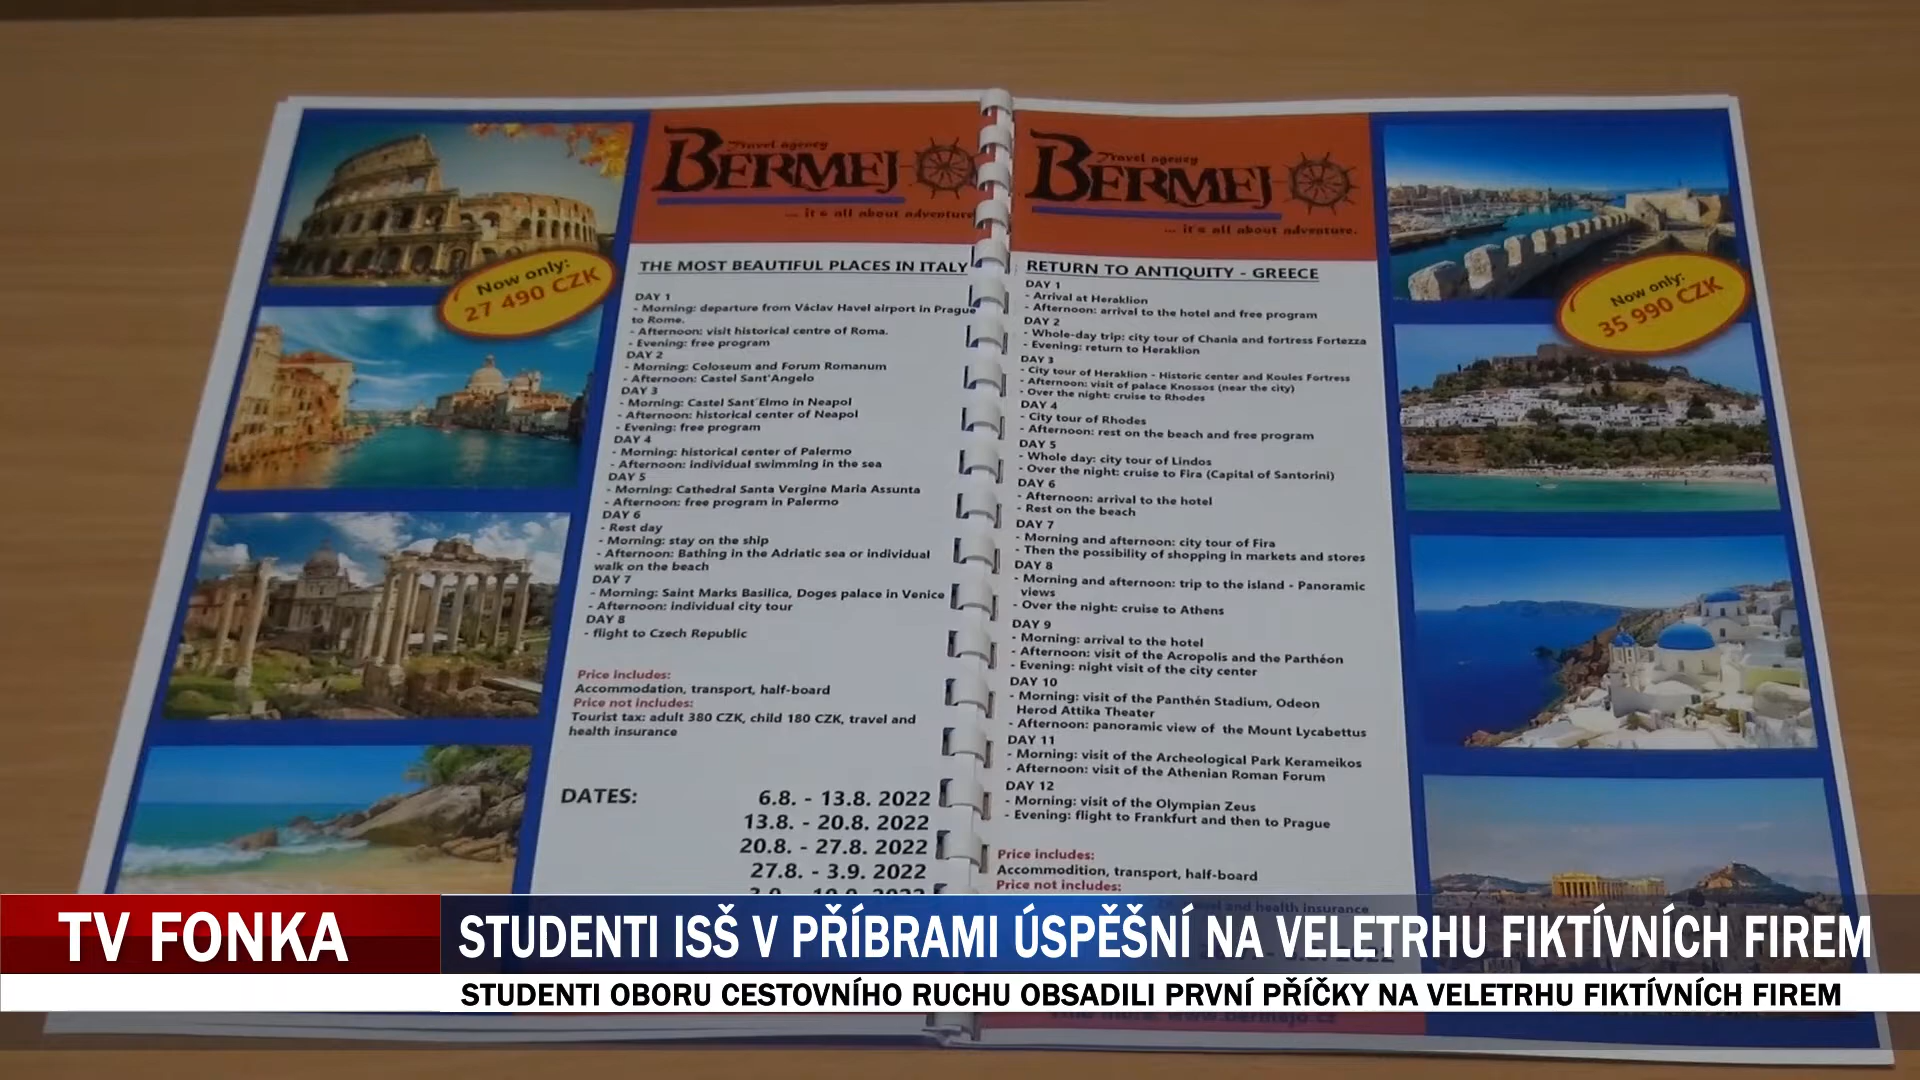 Travel agency
BERMEJO
... it's all about adventure
THE MOST BEAUTIFUL PLACES IN ITALY
Now only:
27 490 CZK
DAY 1
- Morning: departure from Václav Havel airport in Prague
to Rome.
- Afternoon: visit historical centre of Roma.
- Evening: free program
DAY 2
- Morning: Coloseum and Forum Romanum
- Afternoon: Castel Sant'Angelo
DAY 3
- Morning: Castel Sant´Elmo in Neapol
- Afternoon: historical center of Neapol
- Evening: free program
DAY 4
- Morning: historical center of Palermo
- Afternoon: individual swimming in the sea
DAY 5
- Morning: Cathedral Santa Vergine Maria Assunta
- Afternoon: free program in Palermo
DAY 6
- Rest day
- Morning: stay on the ship
- Afternoon: Bathing in the Adriatic sea or individual
walk on the beach
DAY 7
- Morning: Saint Marks Basilica, Doges palace in Venice
- Afternoon: individual city tour
DAY 8
- flight to Czech Republic
Price includes:
Accommodation, transport, half-board
Price not includes:
Tourist tax: adult 380 CZK, child 180 CZK, travel and
health insurance
DATES:
6.8. - 13.8. 2022
13.8. - 20.8. 2022
20.8. - 27.8. 2022
27.8. - 3.9. 2022
3.9. - 10.9. 2022
Travel agency
BERMEJO
... it's all about adventure.
RETURN TO ANTIQUITY - GREECE
Now only:
35 990 CZK
DAY 1
- Arrival at Heraklion
- Afternoon: arrival to the hotel and free program
DAY 2
- Whole-day trip: city tour of Chania and fortress Fortezza
- Evening: return to Heraklion
DAY 3
- City tour of Heraklion - Historic center and Koules Fortress
- Afternoon: visit of palace Knossos (near the city)
- Over the night: cruise to Rhodes
DAY 4
- City tour of Rhodes
- Afternoon: rest on the beach and free program
DAY 5
- Whole day: city tour of Lindos
- Over the night: cruise to Fira (Capital of Santorini)
DAY 6
- Afternoon: arrival to the hotel
- Rest on the beach
DAY 7
- Morning and afternoon: city tour of Fira
- Then the possibility of shopping in markets and stores
DAY 8
- Morning and afternoon: trip to the island - Panoramic
views
- Over the night: cruise to Athens
DAY 9
- Morning: arrival to the hotel
- Afternoon: visit of the Acropolis and the Parthéon
- Evening: night visit of the city center
DAY 10
- Morning: visit of the Panthén Stadium, Odeon
Herod Attika Theater
- Afternoon: panoramic view of the Mount Lycabettus
DAY 11
- Morning: visit of the Archeological Park Kerameikos
- Afternoon: visit of the Athenian Roman Forum
DAY 12
- Morning: visit of the Olympian Zeus
- Evening: flight to Frankfurt and then to Prague
Price includes:
Accommodition, transport, half-board
Price not includes:
travel and health insurance
TV FONKA
STUDENTI ISŠ V PŘÍBRAMI ÚSPĚŠNÍ NA VELETRHU FIKTÍVNÍCH FIREM
STUDENTI OBORU CESTOVNÍHO RUCHU OBSADILI PRVNÍ PŘÍČKY NA VELETRHU FIKTÍVNÍCH FIREM
www.bermejo.cz